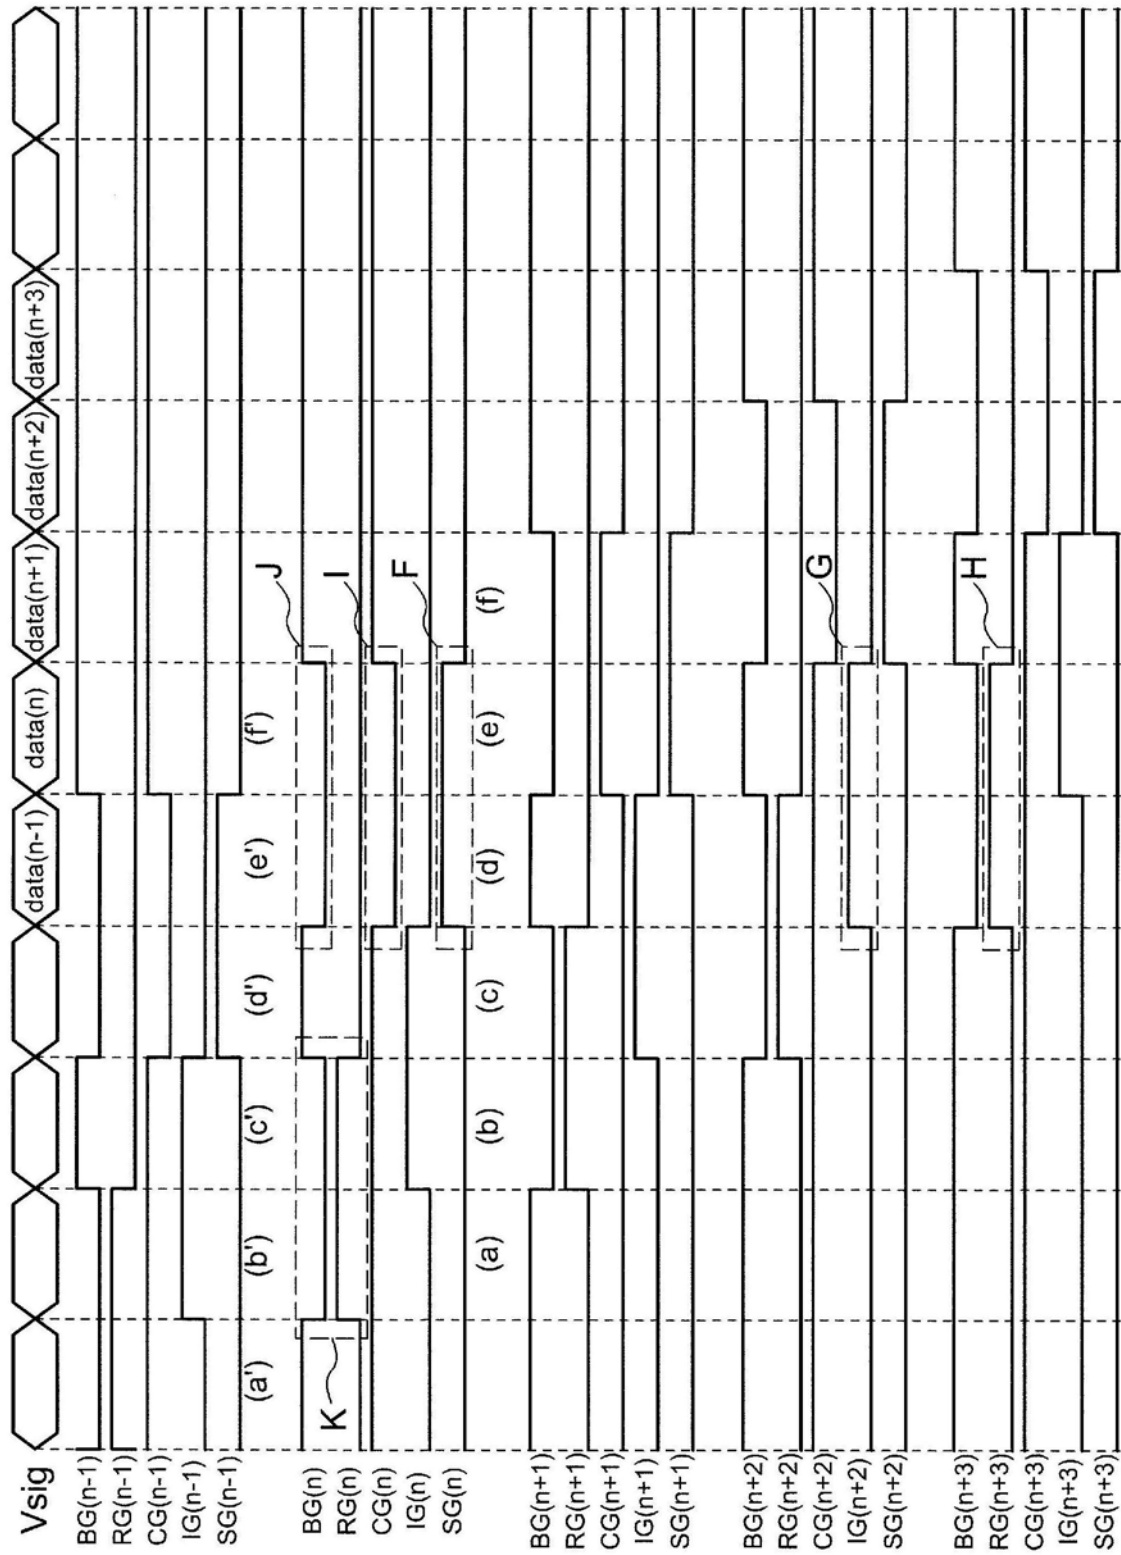 Vsig data(n-1) data(n) data(n+1) data(n+2) data(n+3)
BG(n-1)
RG(n-1)
CG(n-1)
IG(n-1)
SG(n-1)
(a') (b') (c') (d') (e') (f')
K J
BG(n)
RG(n)
I
CG(n)
IG(n)
F
SG(n)
(a) (b) (c) (d) (e) (f)
BG(n+1)
RG(n+1)
CG(n+1)
IG(n+1)
SG(n+1)
BG(n+2)
RG(n+2)
CG(n+2)
G
IG(n+2)
SG(n+2)
BG(n+3)
H
RG(n+3)
CG(n+3)
IG(n+3)
SG(n+3)